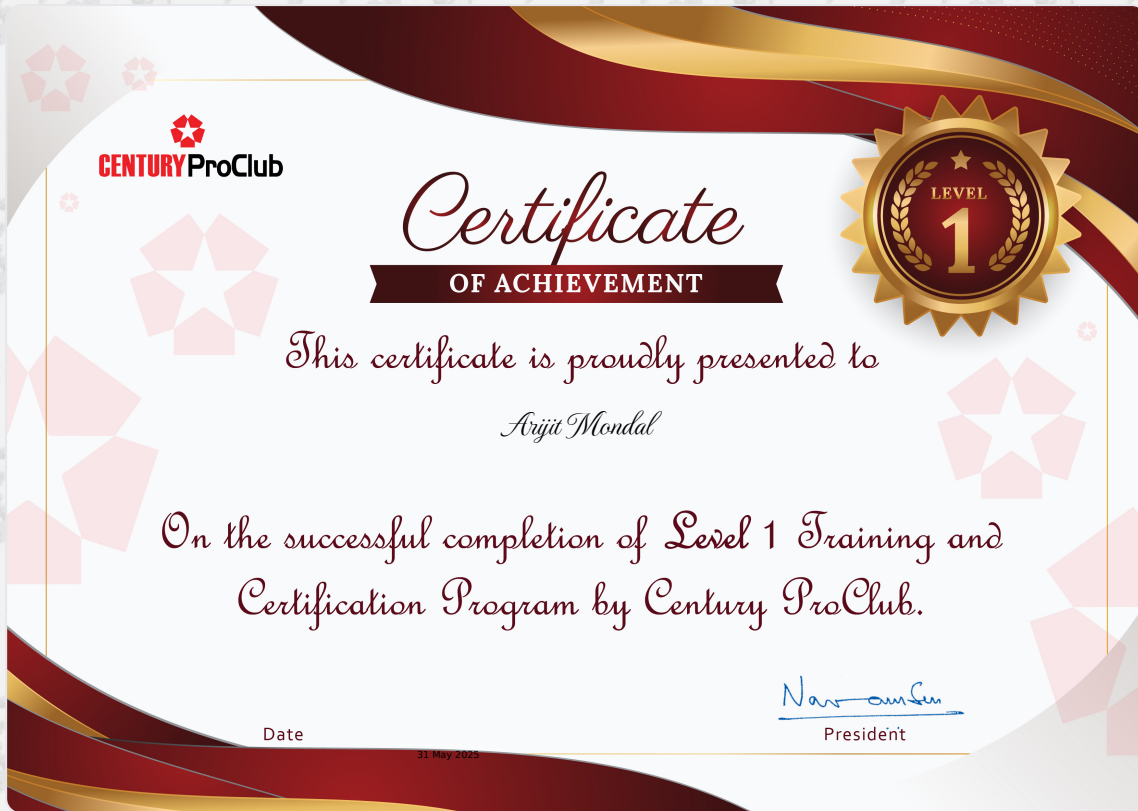 CENTURY ProClub
LEVEL
1
Certificate
OF ACHIEVEMENT
This certificate is proudly presented to
Arijit Mondal
On the successful completion of Level 1 Training and
Certification Program by Century ProClub.
Date
President
31 May 2025